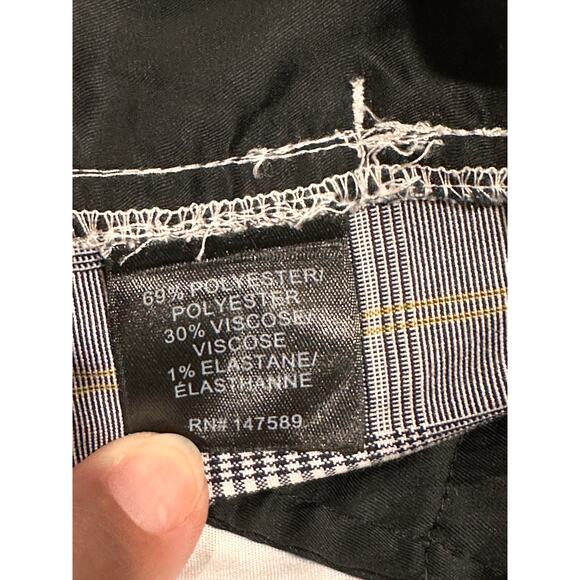 69% POLYESTER/
POLYESTER
30% VISCOSE/
VISCOSE
1% ELASTANE/
ÉLASTHANNE
RN# 147589